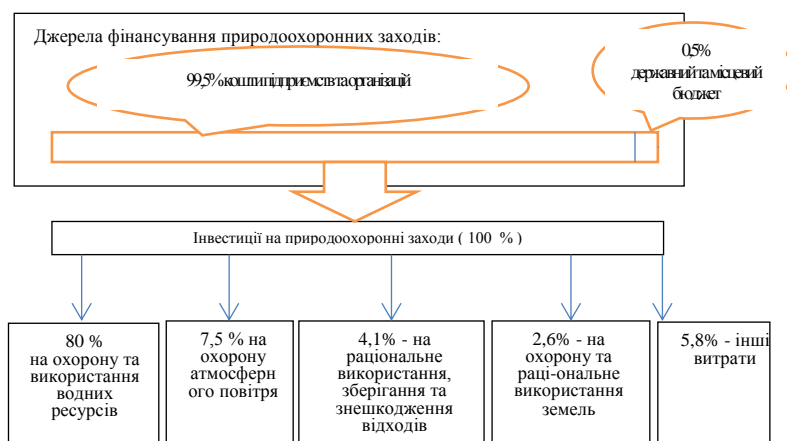 Джерела фінансування природоохоронних заходів:
99,5% кошти підприємств та організацій
0,5%
державний та місцевий
бюджет
Інвестиції на природоохоронні заходи ( 100 % )
80 %
на охорону та
використання
водних
ресурсів
7,5 % на
охорону
атмосферн
ого повітря
4,1% - на
раціональне
використання,
зберігання та
знешкодження
відходів
2,6% - на
охорону та
раці-ональне
використання
земель
5,8% - інші
витрати